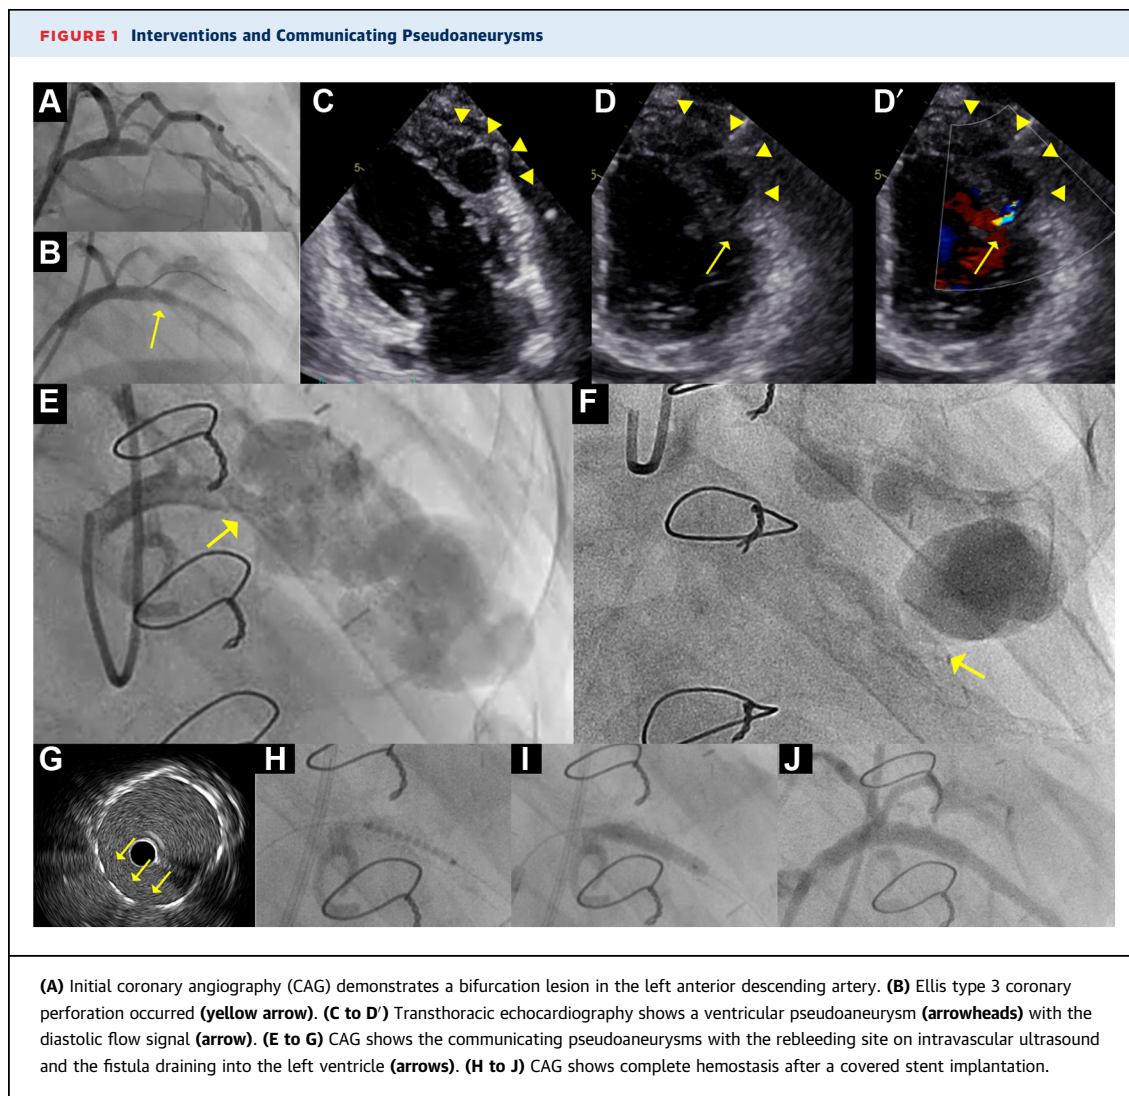 FIGURE 1 Interventions and Communicating Pseudoaneurysms
A
B
C
5
D
5
D′
5
E
F
G
H
I
J
(A) Initial coronary angiography (CAG) demonstrates a bifurcation lesion in the left anterior descending artery. (B) Ellis type 3 coronary
perforation occurred (yellow arrow). (C to D′) Transthoracic echocardiography shows a ventricular pseudoaneurysm (arrowheads) with the
diastolic flow signal (arrow). (E to G) CAG shows the communicating pseudoaneurysms with the rebleeding site on intravascular ultrasound
and the fistula draining into the left ventricle (arrows). (H to J) CAG shows complete hemostasis after a covered stent implantation.